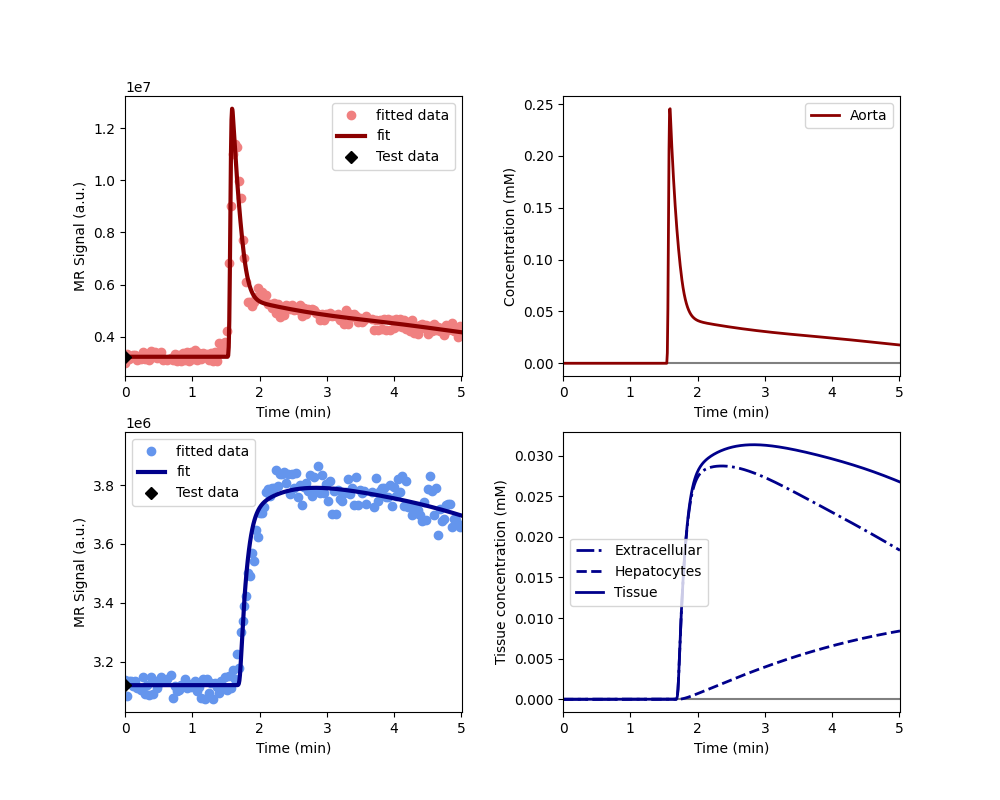 1e7
MR Signal (a.u.)
1.2
1.0
0.8
0.6
0.4
fitted data
fit
Test data
0 1 2 3 4 5
Time (min)
Concentration (mM)
0.25
0.20
0.15
0.10
0.05
0.00
Aorta
0 1 2 3 4 5
Time (min)
1e6
MR Signal (a.u.)
3.8
3.6
3.4
3.2
fitted data
fit
Test data
0 1 2 3 4 5
Time (min)
Tissue concentration (mM)
0.030
0.025
0.020
0.015
0.010
0.005
0.000
Extracellular
Hepatocytes
Tissue
0 1 2 3 4 5
Time (min)